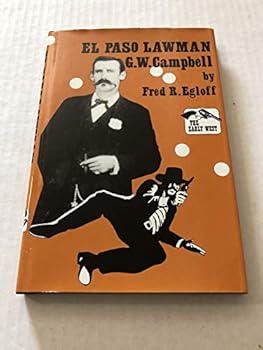 EL PASO LAWMAN
G.W. Campbell
by
Fred R. Egloff
THE
EARLY WEST